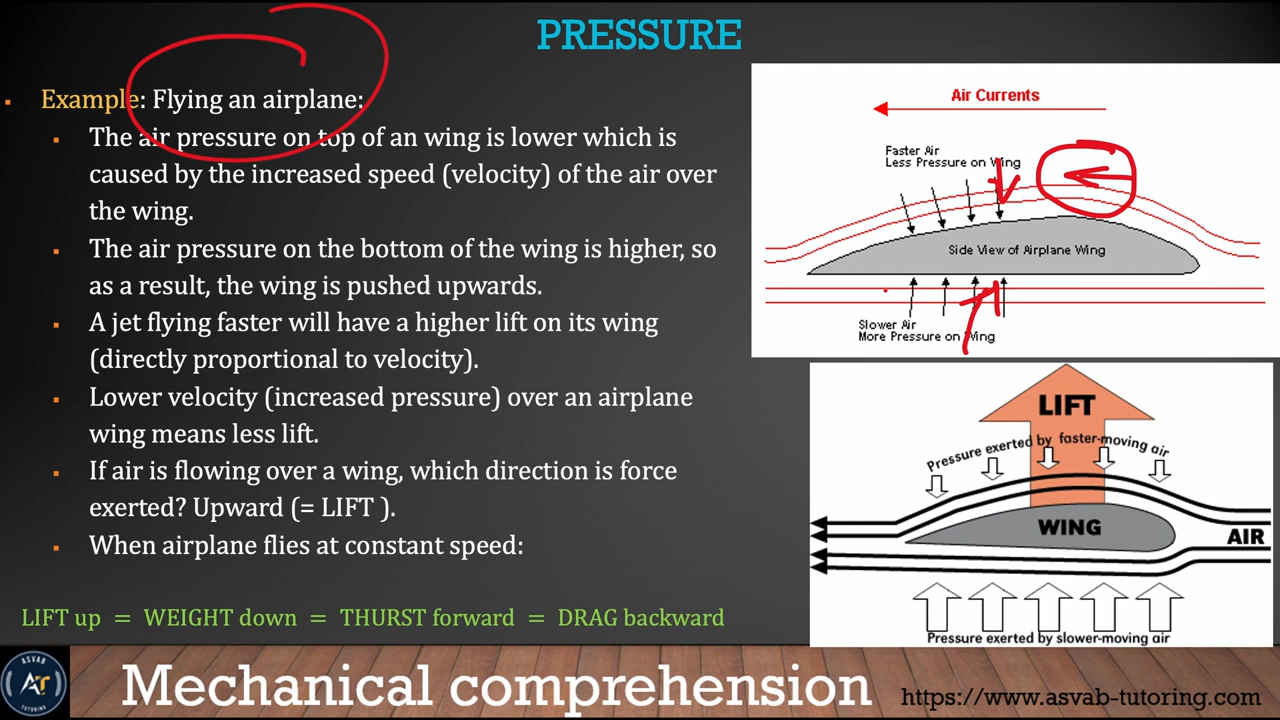 PRESSURE
Example: Flying an airplane:
The air pressure on top of an wing is lower which is
caused by the increased speed (velocity) of the air over
the wing.
The air pressure on the bottom of the wing is higher, so
as a result, the wing is pushed upwards.
A jet flying faster will have a higher lift on its wing
(directly proportional to velocity).
Lower velocity (increased pressure) over an airplane
wing means less lift.
If air is flowing over a wing, which direction is force
exerted? Upward (= LIFT ).
When airplane flies at constant speed:
LIFT up = WEIGHT down = THURST forward = DRAG backward
Air Currents
Faster Air
Less Pressure on Wing
Side View of Airplane Wing
Slower Air
More Pressure on Wing
LIFT
Pressure exerted by faster-moving air
WING
AIR
Pressure exerted by slower-moving air
ASVAB
AT
TUTORING
Mechanical comprehension
https://www.asvab-tutoring.com